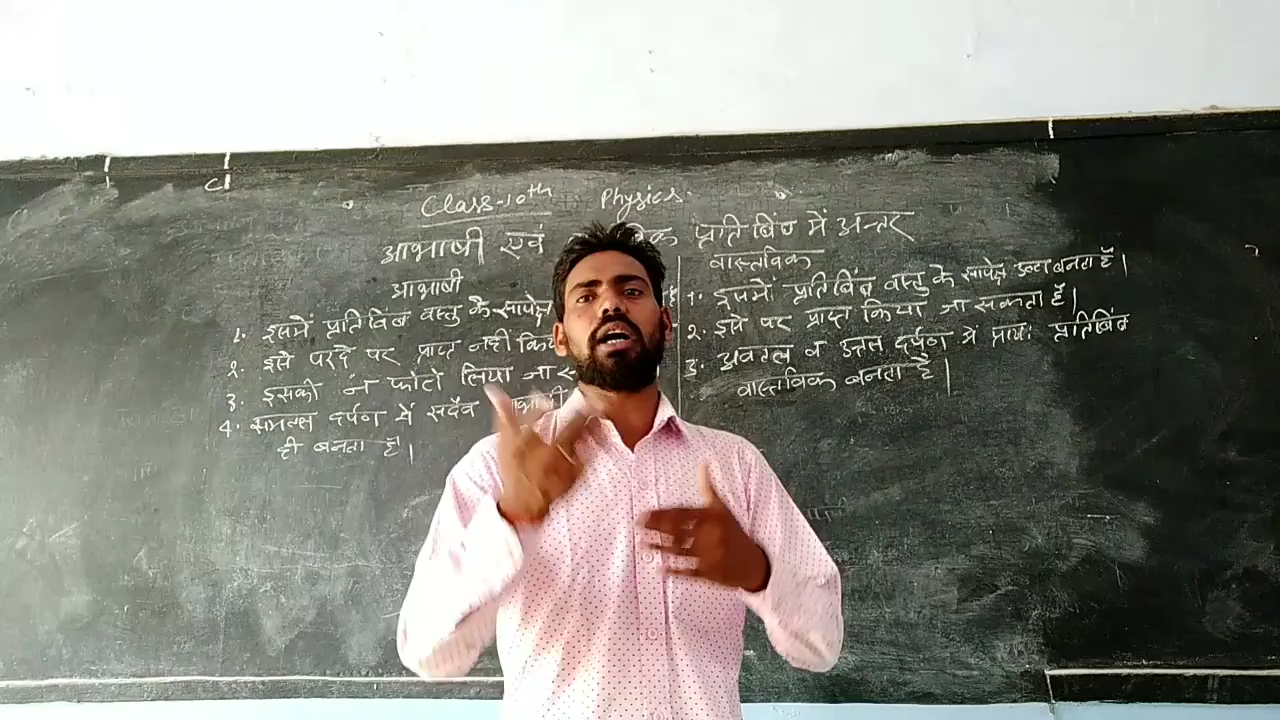 Class-10th Physics.
आभाषी एवं विक प्रतिबिंब में अन्तर
आभाषी
1. इसमें प्रतिबिंब वस्तु के सापेक्ष
2. इसे परदे पर प्राप्त नहीं किय
3. इसको न फोटो लिया जा स
4. समतल दर्पण में सदैव आभाषी
ही बनता है।
वास्तविक
1. इसमें प्रतिबिंब वस्तु के सापेक्ष उल्टा बनता है।
2. इसे पर प्राप्त किया जा सकता है।
3. अवतल व उत्तल दर्पण में प्रायः प्रतिबिंब
वास्तविक बनता है।